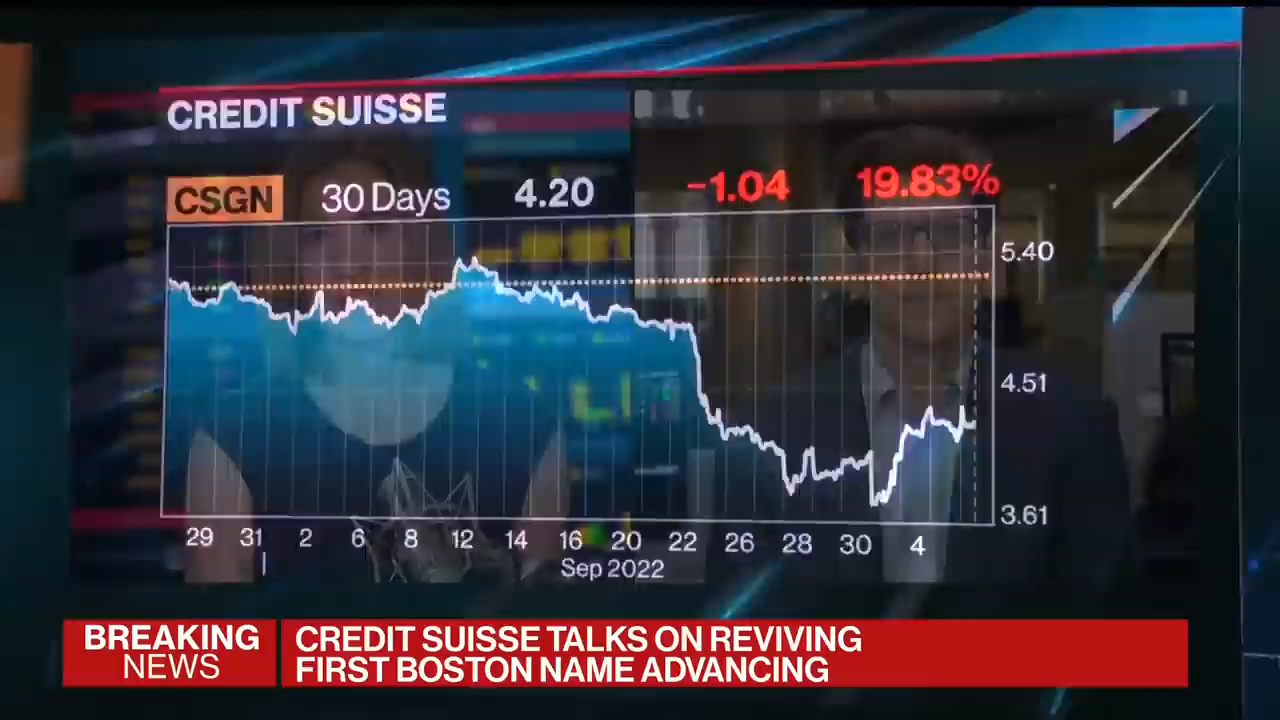 CREDIT SUISSE
CSGN 30 Days 4.20 -1.04 19.83%
5.40
4.51
3.61
29 31 2 6 8 12 14 16 20 22 26 28 30 4
Sep 2022
BREAKING
NEWS
CREDIT SUISSE TALKS ON REVIVING
FIRST BOSTON NAME ADVANCING